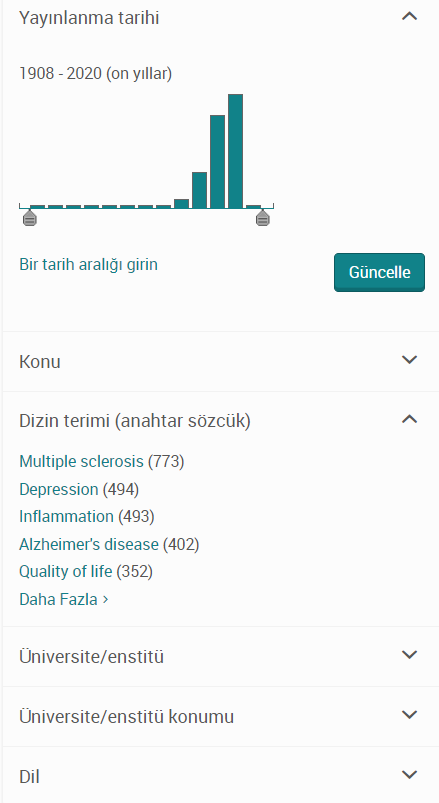 Yayınlanma tarihi
1908 - 2020 (on yıllar)
Bir tarih aralığı girin
Güncelle
Konu
Dizin terimi (anahtar sözcük)
Multiple sclerosis (773)
Depression (494)
Inflammation (493)
Alzheimer's disease (402)
Quality of life (352)
Daha Fazla ›
Üniversite/enstitü
Üniversite/enstitü konumu
Dil